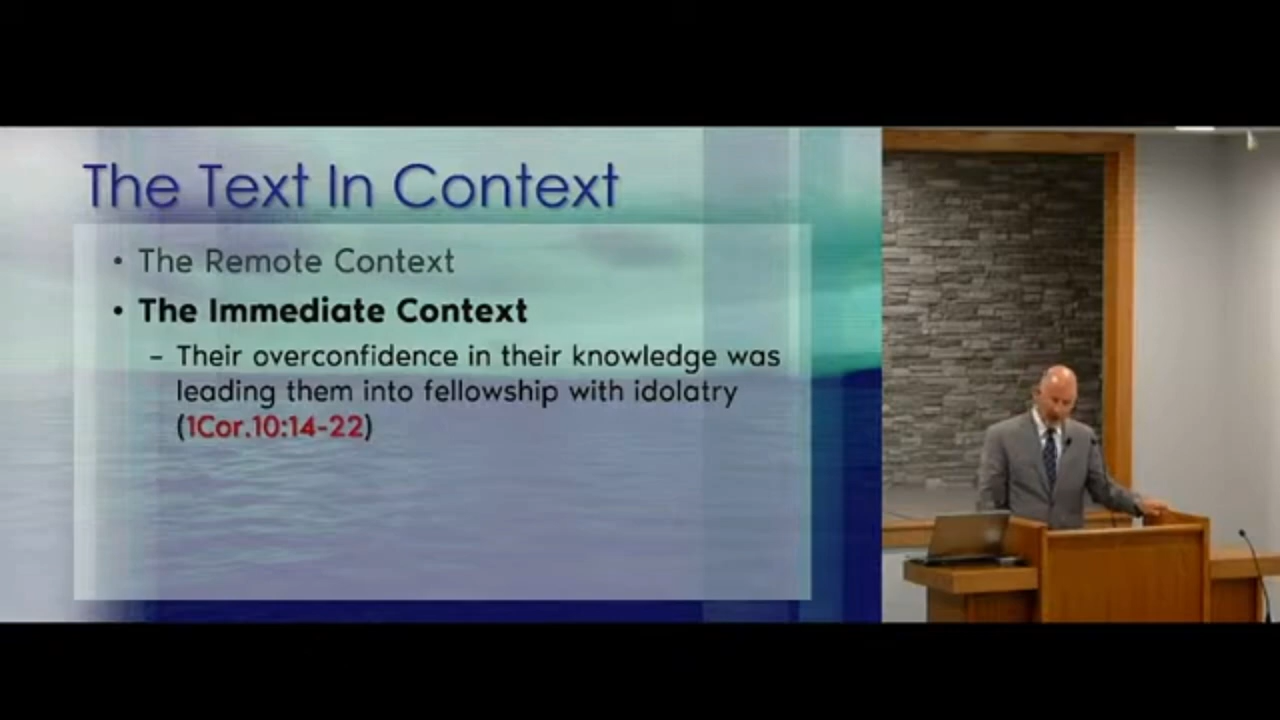 The Text In Context
• The Remote Context
• The Immediate Context
– Their overconfidence in their knowledge was
leading them into fellowship with idolatry
(1Cor.10:14-22)